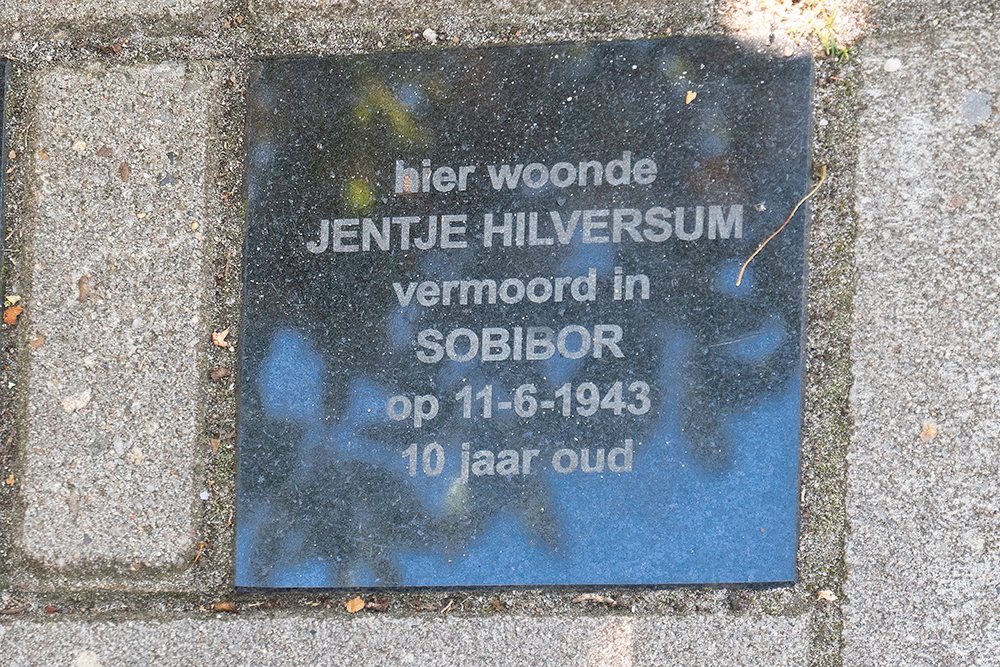 hier woonde
JENTJE HILVERSUM
vermoord in
SOBIBOR
op 11-6-1943
10 jaar oud